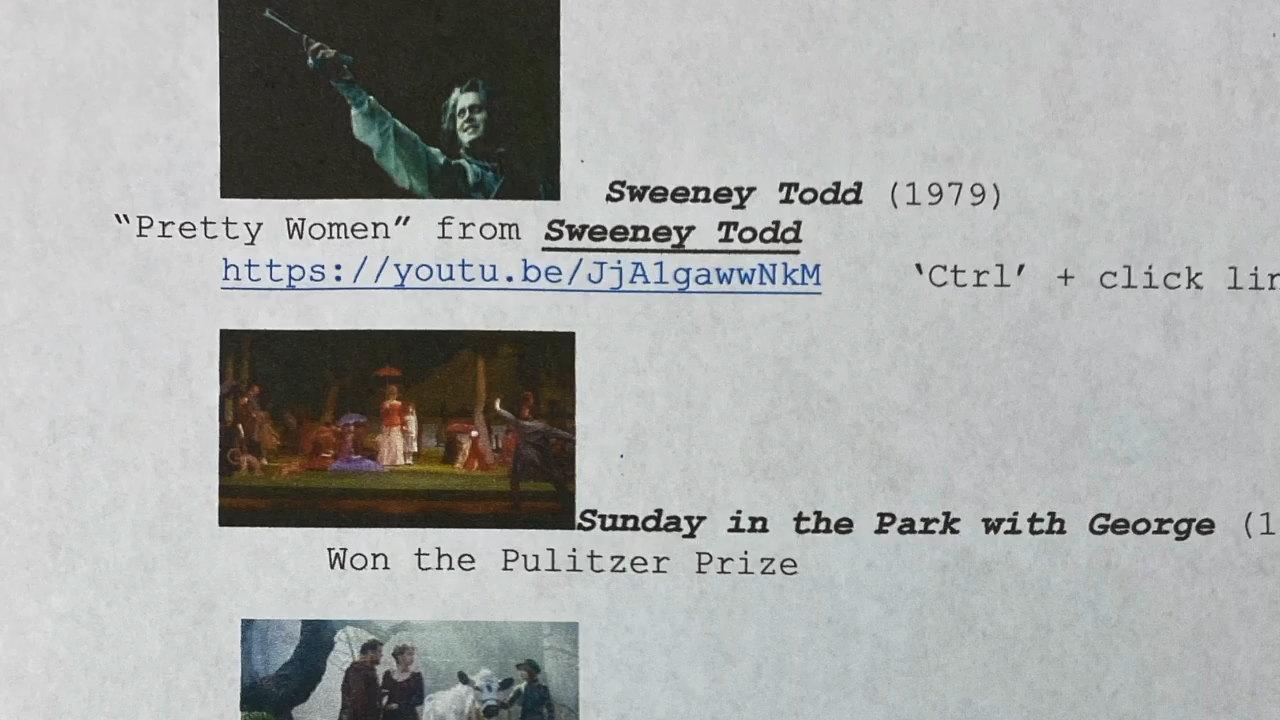 Sweeney Todd (1979)
“Pretty Women” from Sweeney Todd
https://youtu.be/JjA1gawwNkM ‘Ctrl’ + click
Sunday in the Park with George (1
Won the Pulitzer Prize